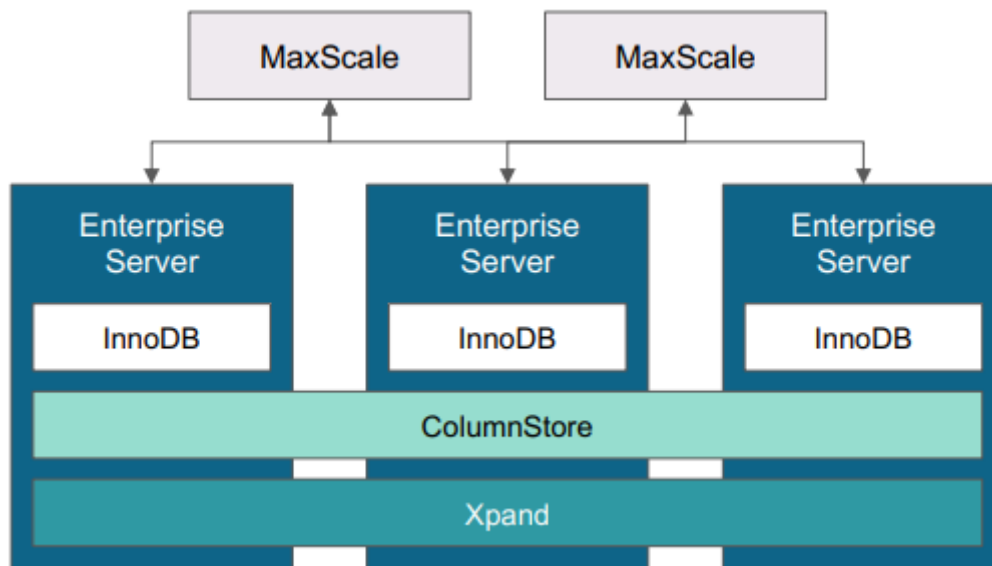 MaxScale
MaxScale
Enterprise
Server
Enterprise
Server
Enterprise
Server
InnoDB
InnoDB
InnoDB
ColumnStore
Xpand